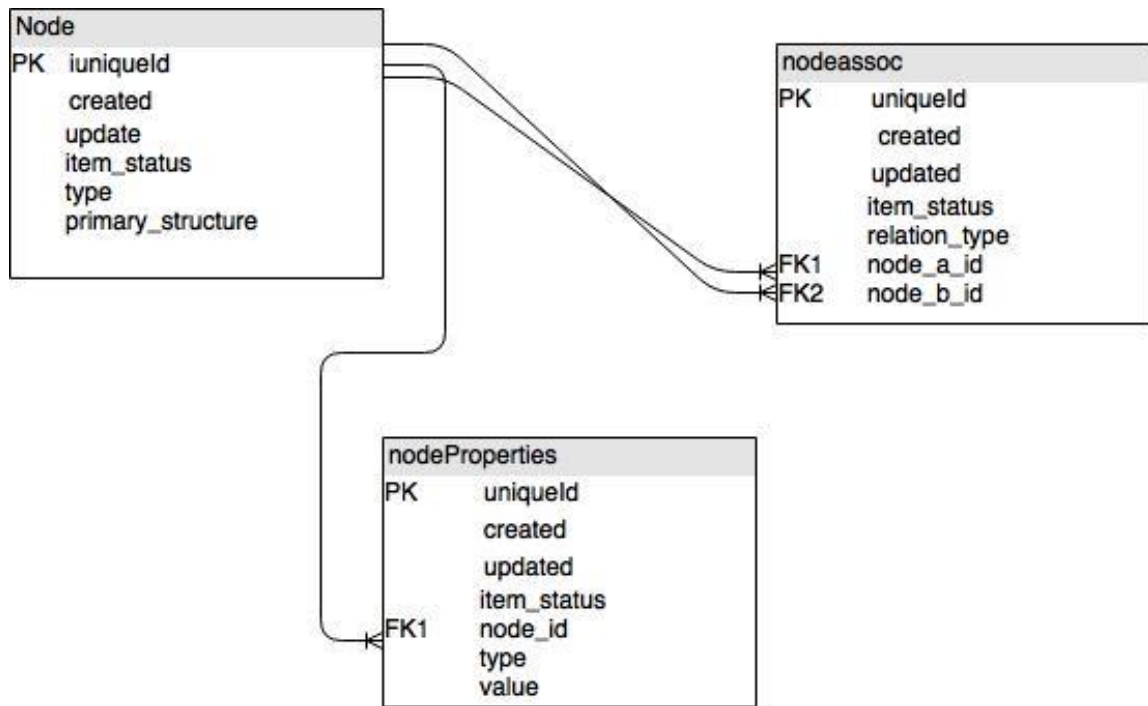 Node
PK iuniqueId
created
update
item_status
type
primary_structure
nodeassoc
PK uniqueId
created
updated
item_status
relation_type
FK1 node_a_id
FK2 node_b_id
nodeProperties
PK uniqueId
created
updated
item_status
FK1 node_id
type
value